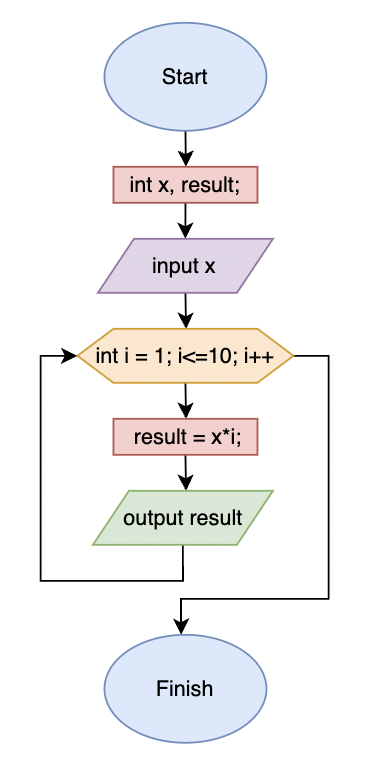 Start
int x, result;
input x
int i = 1; i<=10; i++
result = x*i;
output result
Finish